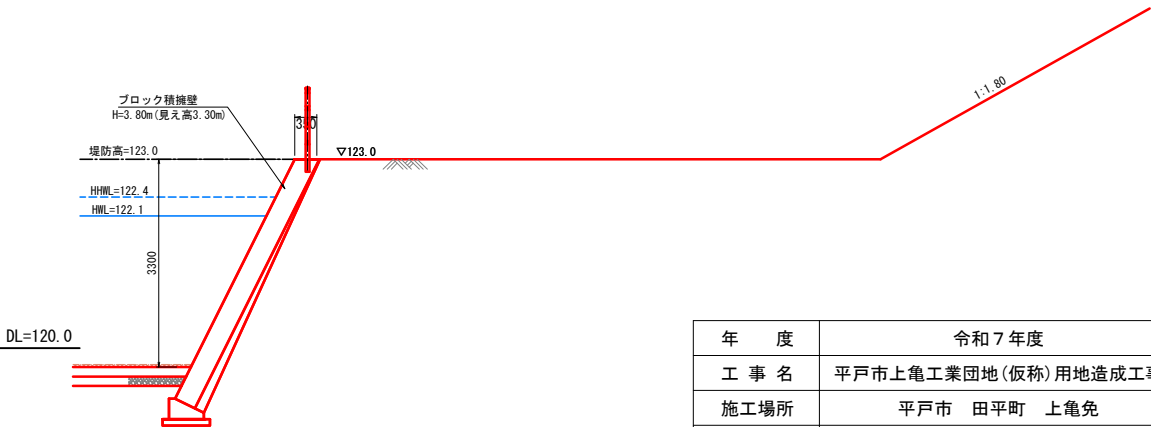 1:1.80
ブロック積擁壁
H=3.80m(見え高3.30m)
350
堤防高=123.0
▽123.0
HHWL=122.4
HWL=122.1
3300
DL=120.0
年 度
令和7年度
工 事 名
平戸市上亀工業団地(仮称)用地造成工事
施工場所
平戸市 田平町 上亀免